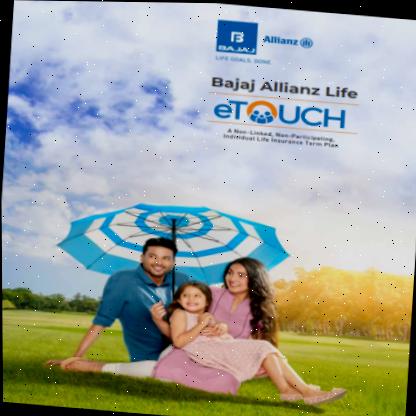 B
BAJAJ
Allianz
LIFE GOALS. DONE.
Bajaj Allianz Life
eTOUCH
A Non-Linked, Non-Participating,
Individual Life Insurance Term Plan